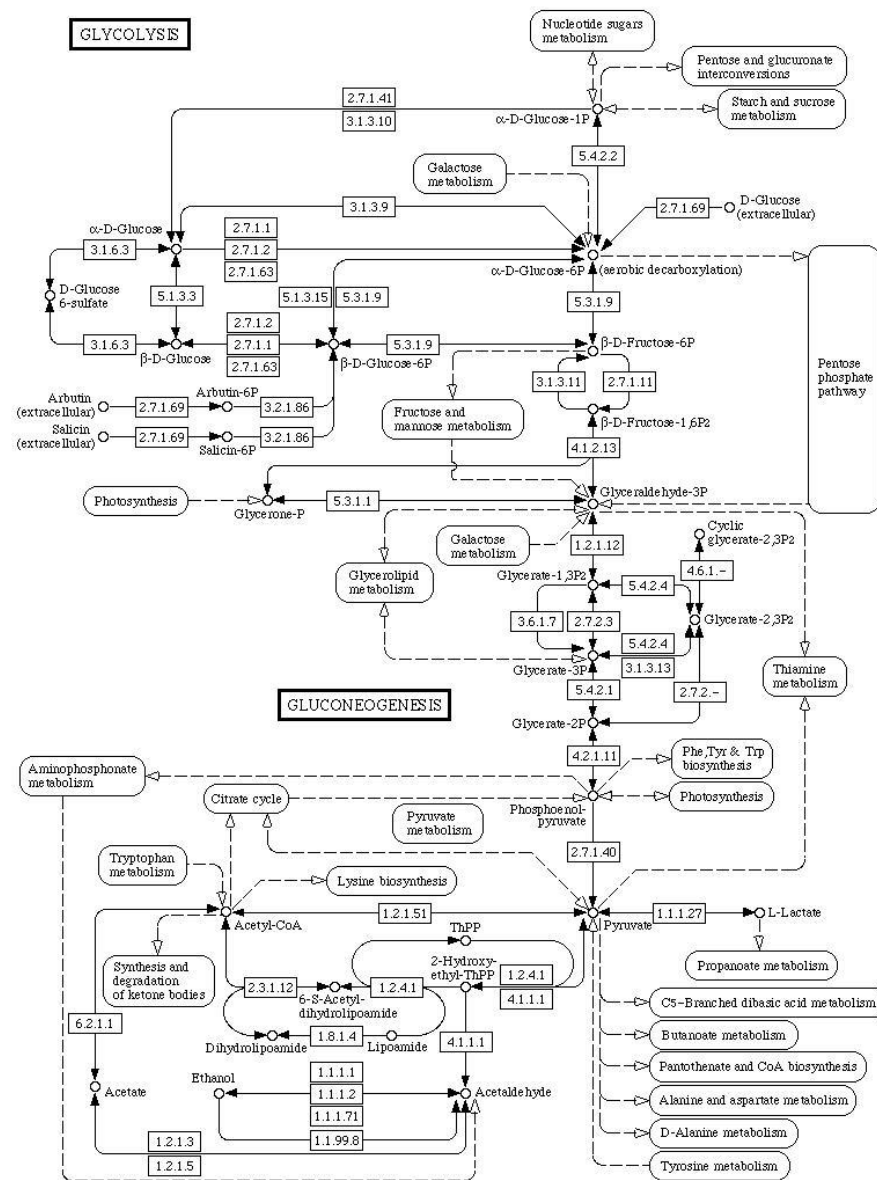 GLYCOLYSIS
Nucleotide sugars
metabolism
Pentose and glucuronate
interconversions
Starch and sucrose
metabolism
2.7.1.41
3.1.3.10
α-D-Glucose-1P
5.4.2.2
Galactose
metabolism
3.1.3.9
2.7.1.69
D-Glucose
(extracellular)
α-D-Glucose
3.1.6.3
2.7.1.1
2.7.1.2
2.7.1.63
α-D-Glucose-6P
(aerobic decarboxylation)
D-Glucose
6-sulfate
5.1.3.3
5.1.3.15
5.3.1.9
5.3.1.9
3.1.6.3
β-D-Glucose
2.7.1.2
2.7.1.1
2.7.1.63
β-D-Glucose-6P
5.3.1.9
β-D-Fructose-6P
Pentose
phosphate
pathway
3.1.3.11
2.7.1.11
Arbutin
(extracellular)
2.7.1.69
Arbutin-6P
3.2.1.86
Fructose and
mannose metabolism
β-D-Fructose-1,6P2
Salicin
(extracellular)
2.7.1.69
Salicin-6P
3.2.1.86
4.1.2.13
Photosynthesis
Glycerone-P
5.3.1.1
Glyceraldehyde-3P
Galactose
metabolism
1.2.1.12
Cyclic
glycerate-2,3P2
Glycerolipid
metabolism
Glycerate-1,3P2
5.4.2.4
4.6.1.-
3.6.1.7
2.7.2.3
Glycerate-2,3P2
5.4.2.4
3.1.3.13
Glycerate-3P
Thiamine
metabolism
5.4.2.1
2.7.2.-
GLUCONEOGENESIS
Glycerate-2P
4.2.1.11
Phe,Tyr & Trp
biosynthesis
Aminophosphonate
metabolism
Citrate cycle
Pyruvate
metabolism
Phosphoenol-
pyruvate
Photosynthesis
2.7.1.40
Tryptophan
metabolism
Lysine biosynthesis
Acetyl-CoA
1.2.1.51
Pyruvate
1.1.1.27
L-Lactate
ThPP
Synthesis and
degradation
of ketone bodies
2-Hydroxy-
ethyl-ThPP
Propanoate metabolism
2.3.1.12
6-S-Acetyl-
dihydrolipoamide
1.2.4.1
1.2.4.1
4.1.1.1
C5-Branched dibasic acid metabolism
6.2.1.1
Dihydrolipoamide
1.8.1.4
Lipoamide
4.1.1.1
Butanoate metabolism
Pantothenate and CoA biosynthesis
Acetate
Ethanol
1.1.1.1
1.1.1.2
1.1.1.71
1.1.99.8
Acetaldehyde
Alanine and aspartate metabolism
D-Alanine metabolism
1.2.1.3
1.2.1.5
Tyrosine metabolism